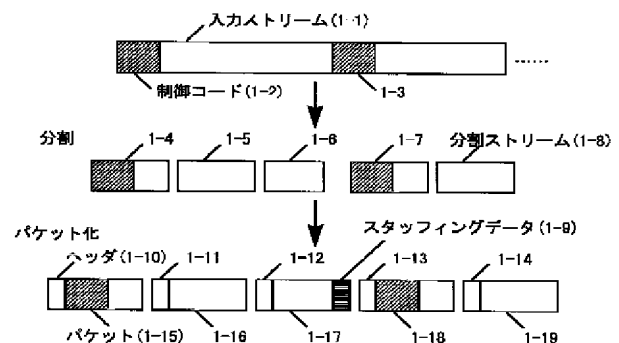 入力ストリーム(1-1)
......
制御コード(1-2)
1-3
分割
1-4
1-5
1-6
1-7
分割ストリーム(1-8)
パケット化
スタッフィングデータ(1-9)
ヘッダ(1-10)
1-11
1-12
1-13
1-14
パケット(1-15)
1-16
1-17
1-18
1-19